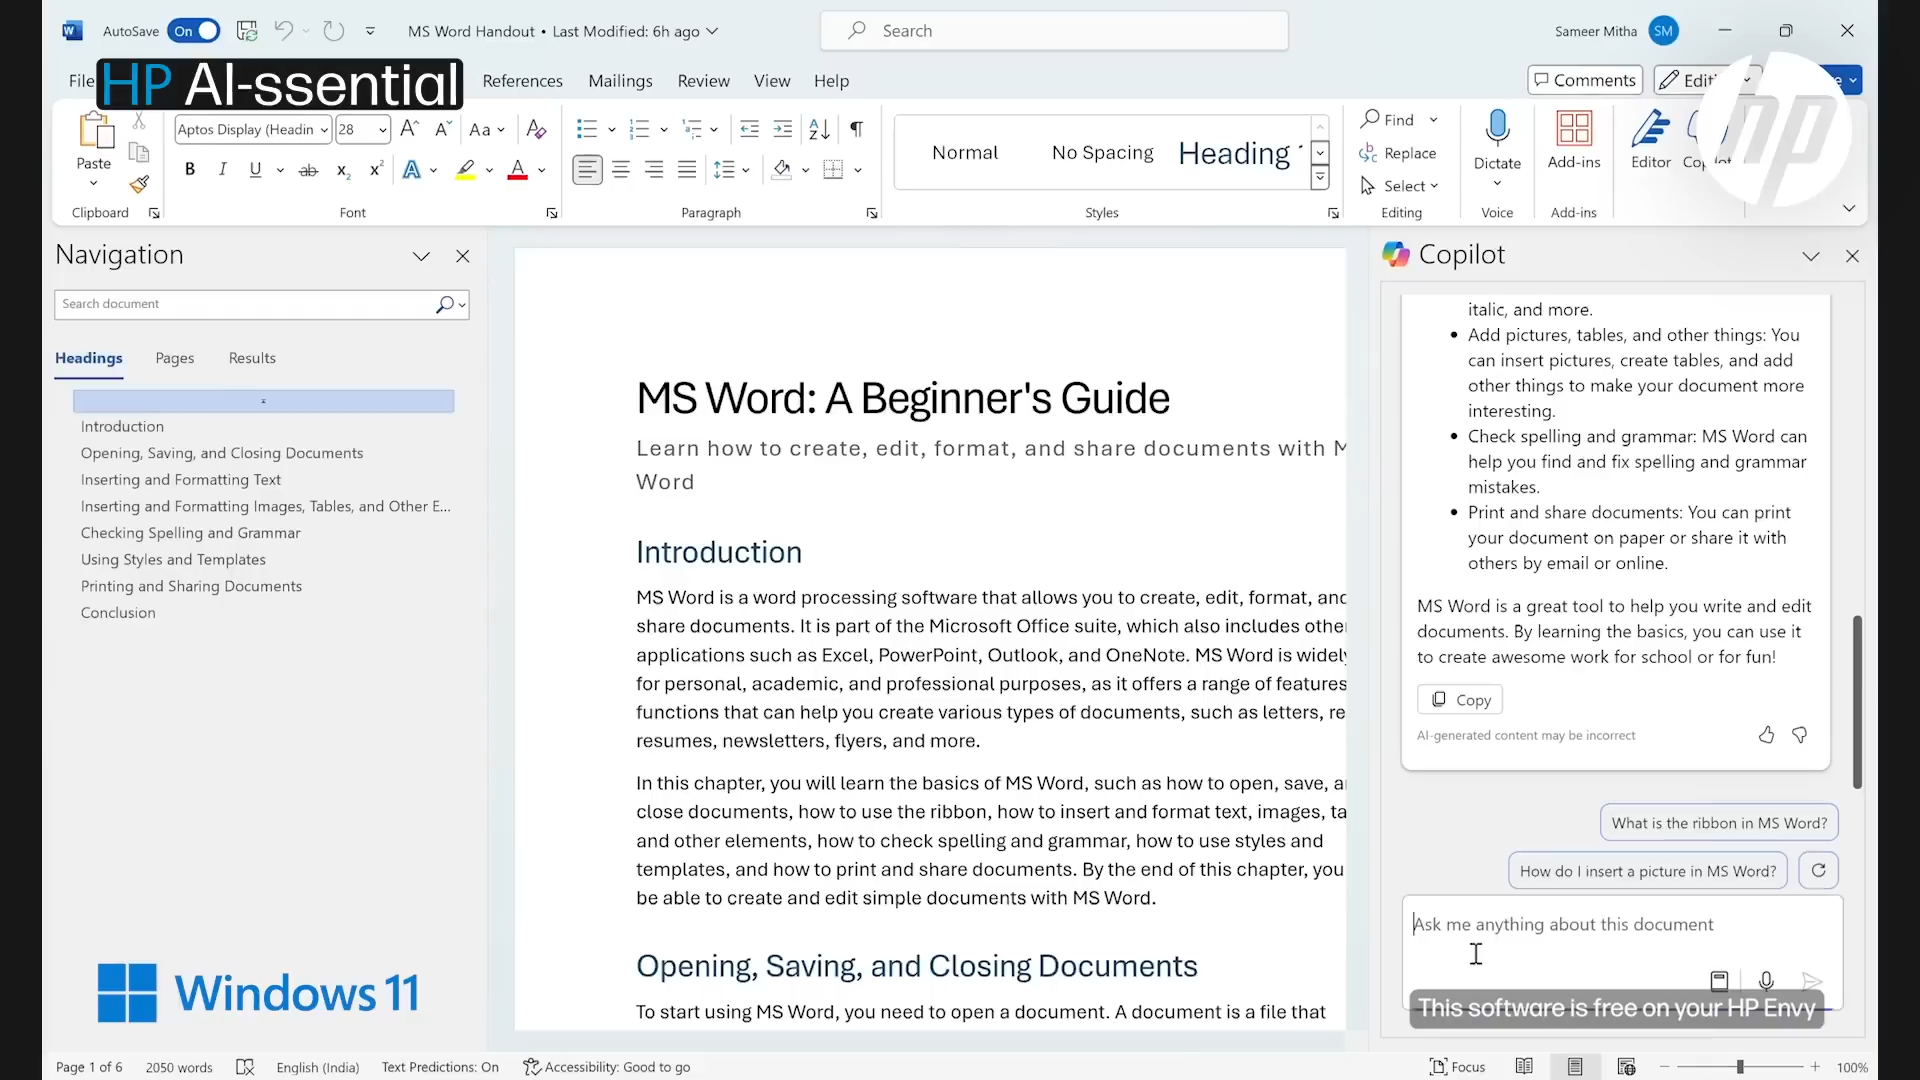 AutoSave On
MS Word Handout • Last Modified: 6h ago
Search
Sameer Mitha SM
File
HP AI-ssential
References Mailings Review View Help
Comments
Paste
Clipboard
Aptos Display (Headin 28
Aa
B I U ab x₂ x² A A
Font
Paragraph
Normal No Spacing Heading
Styles
Find
Replace
Select
Editing
Dictate
Voice
Add-ins
Add-ins
Editor
hp
Navigation
Search document
Headings Pages Results
Introduction
Opening, Saving, and Closing Documents
Inserting and Formatting Text
Inserting and Formatting Images, Tables, and Other E...
Checking Spelling and Grammar
Using Styles and Templates
Printing and Sharing Documents
Conclusion
Windows 11
MS Word: A Beginner's Guide
Learn how to create, edit, format, and share documents with M
Word
Introduction
MS Word is a word processing software that allows you to create, edit, format, and
share documents. It is part of the Microsoft Office suite, which also includes othe
applications such as Excel, PowerPoint, Outlook, and OneNote. MS Word is widely
for personal, academic, and professional purposes, as it offers a range of features
functions that can help you create various types of documents, such as letters, re
resumes, newsletters, flyers, and more.
In this chapter, you will learn the basics of MS Word, such as how to open, save, a
close documents, how to use the ribbon, how to insert and format text, images, ta
and other elements, how to check spelling and grammar, how to use styles and
templates, and how to print and share documents. By the end of this chapter, you
be able to create and edit simple documents with MS Word.
Opening, Saving, and Closing Documents
To start using MS Word, you need to open a document. A document is a file that
Copilot
italic, and more.
• Add pictures, tables, and other things: You
can insert pictures, create tables, and add
other things to make your document more
interesting.
• Check spelling and grammar: MS Word can
help you find and fix spelling and grammar
mistakes.
• Print and share documents: You can print
your document on paper or share it with
others by email or online.
MS Word is a great tool to help you write and edit
documents. By learning the basics, you can use it
to create awesome work for school or for fun!
Copy
AI-generated content may be incorrect
What is the ribbon in MS Word?
How do I insert a picture in MS Word?
Ask me anything about this document
This software is free on your HP Envy
Page 1 of 6 2050 words English (India) Text Predictions: On Accessibility: Good to go
Focus 100%